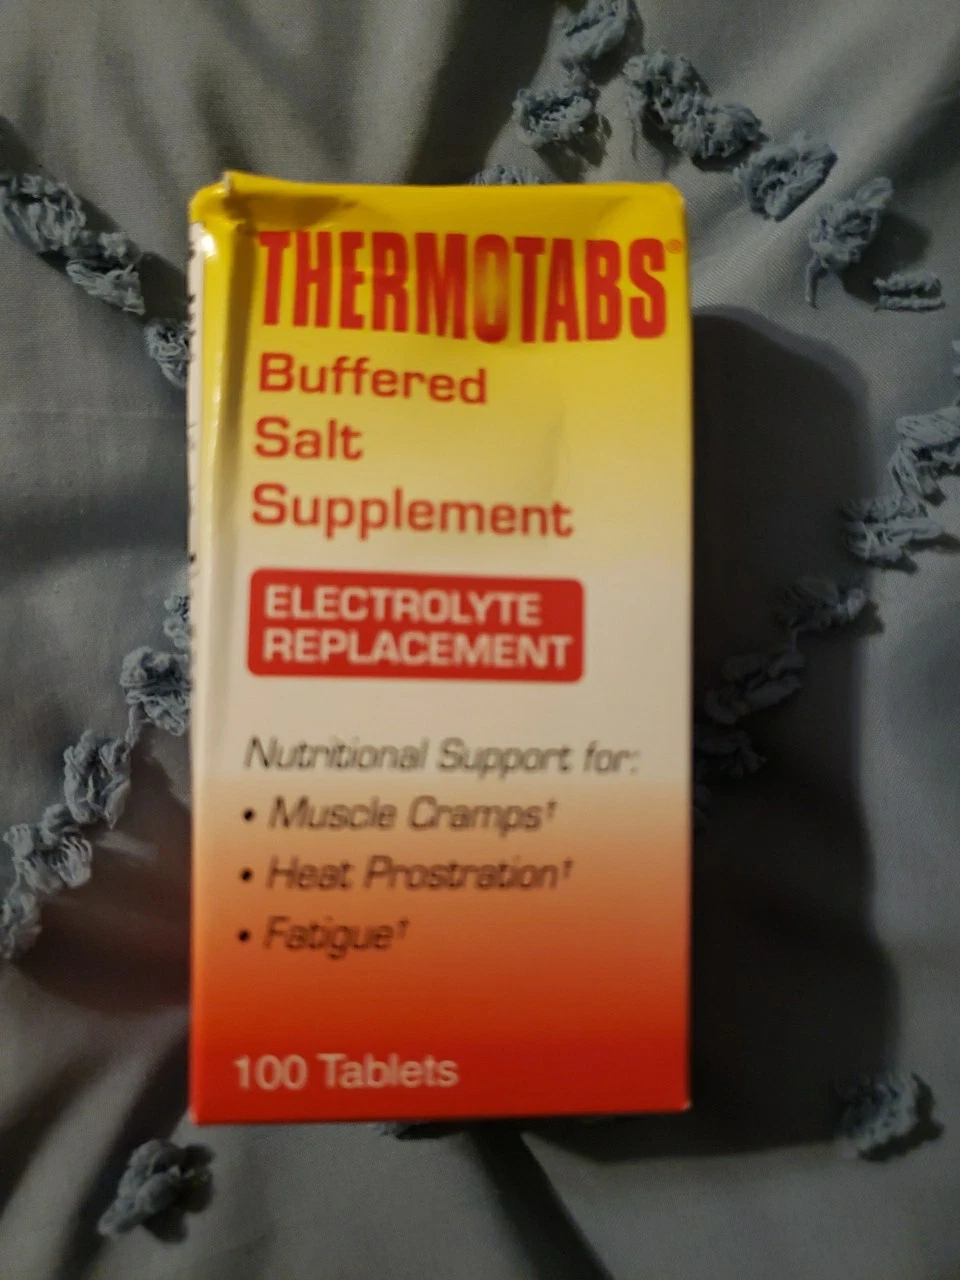 THERMOTABS®
Buffered
Salt
Supplement
ELECTROLYTE
REPLACEMENT
Nutritional Support for:
• Muscle Cramps†
• Heat Prostration†
• Fatigue†
100 Tablets